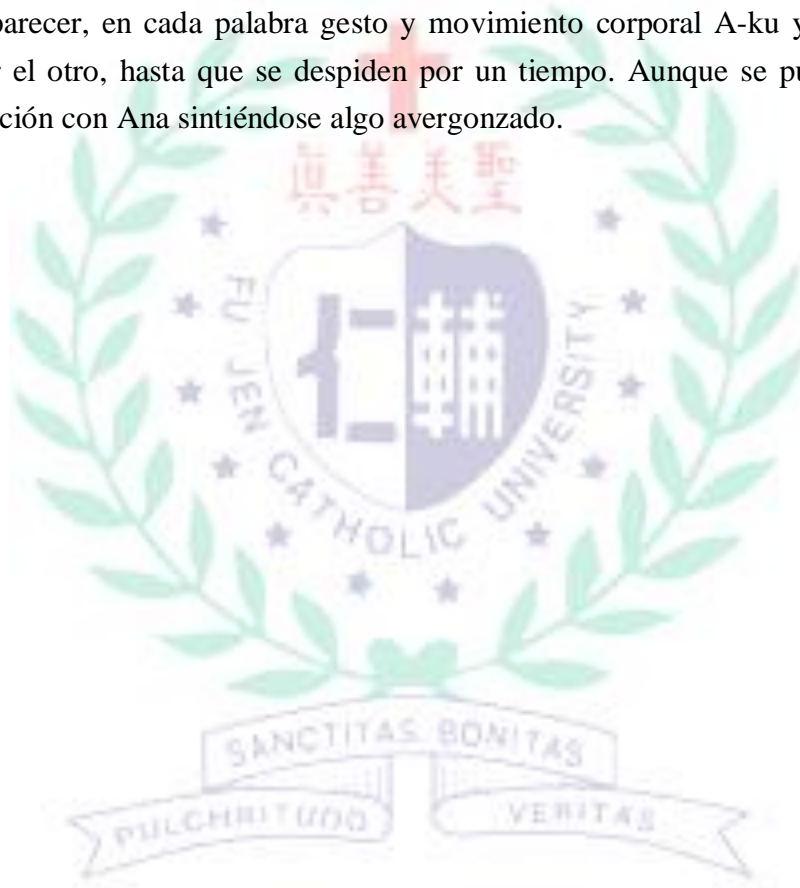 parecer, en cada palabra gesto y movimiento corporal A-ku y
el otro, hasta que se despiden por un tiempo. Aunque se
ción con Ana sintiéndose algo avergonzado.
真善美聖
FU JEN CATHOLIC UNIVERSITY
仁輔
SANCTITAS BONITAS
PULCHRITUDO VERITAS